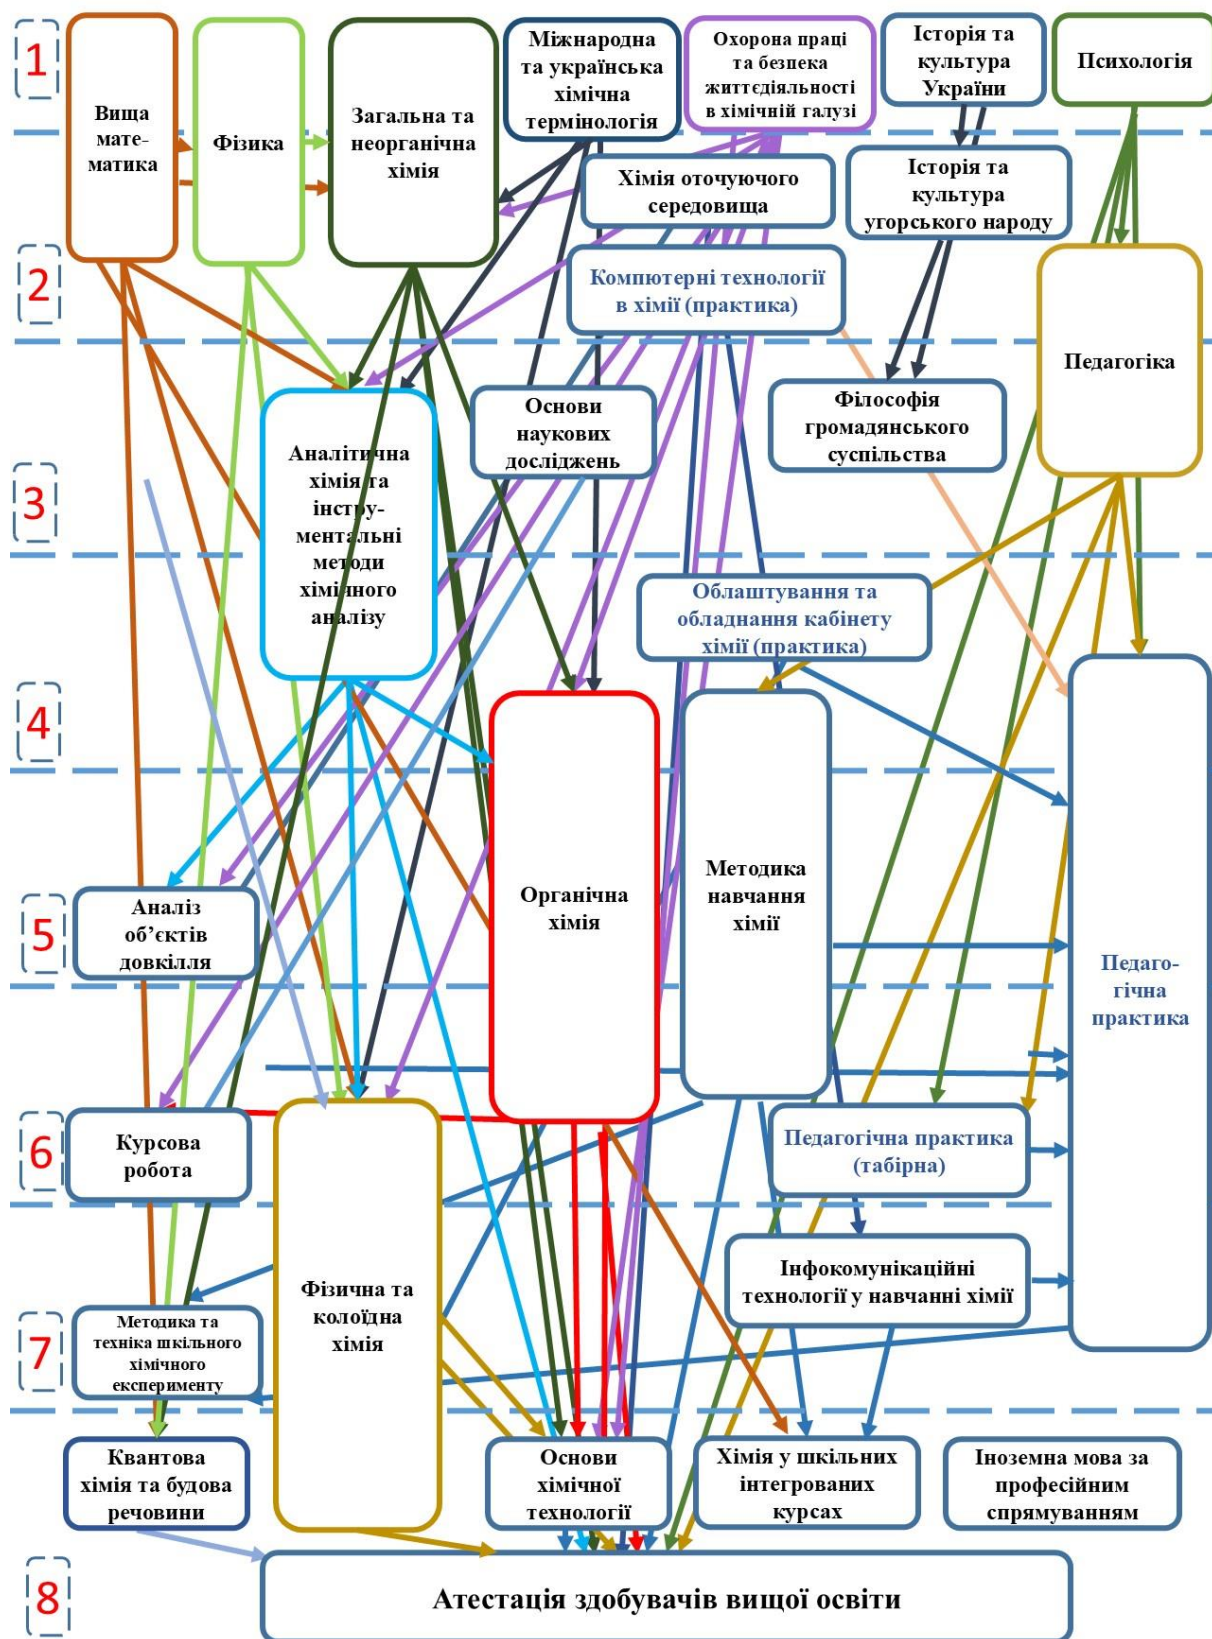 1
Вища
мате-
матика
Фізика
Загальна та
неорганічна
хімія
Міжнародна
та українська
хімічна
термінологія
Охорона праці
та безпека
життєдіяльності
в хімічній галузі
Історія та
культура
України
Психологія
Хімія оточуючого
середовища
Історія та
культура
угорського народу
2
Компютерні технології
в хімії (практика)
Педагогіка
3
Аналітична
хімія та
інстру-
ментальні
методи
хімічного
аналізу
Основи
наукових
досліджень
Філософія
громадянського
суспільства
Облаштування та
обладнання кабінету
хімії (практика)
4
5
Аналіз
об’єктів
довкілля
Органічна
хімія
Методика
навчання
хімії
Педаго-
гічна
практика
6
Курсова
робота
Педагогічна практика
(табірна)
7
Методика та
техніка шкільного
хімічного
експерименту
Фізична та
колоїдна
хімія
Інфокомунікаційні
технології у навчанні хімії
Квантова
хімія та будова
речовини
Основи
хімічної
технології
Хімія у шкільних
інтегрованих
курсах
Іноземна мова за
професійним
спрямуванням
8
Атестація здобувачів вищої освіти